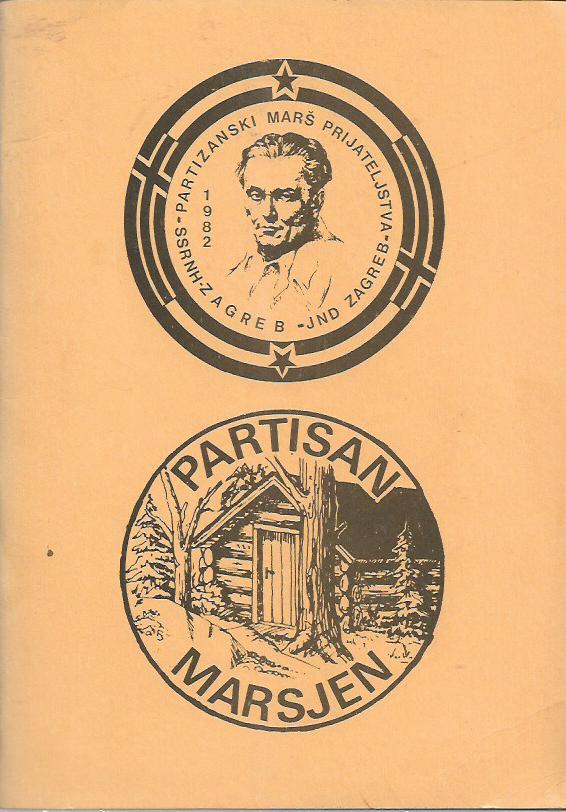 -PARTIZANSKI MARŠ PRIJATELJSTVA-
1982
SSRNH-ZAGREB -JND ZAGREB-
PARTISAN
MARSJEN